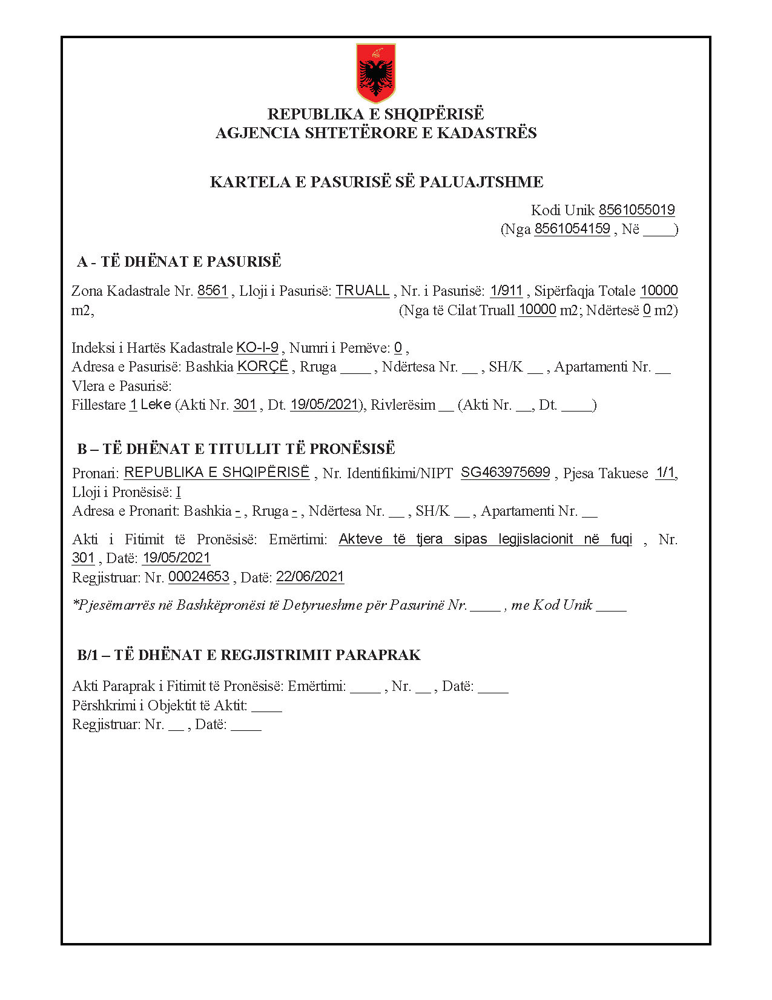 REPUBLIKA E SHQIPËRISË
AGJENCIA SHTETËRORE E KADASTRËS
KARTELA E PASURISË SË PALUAJTSHME
Kodi Unik 8561055019
(Nga 8561054159 , Në ____)
A - TË DHËNAT E PASURISË
Zona Kadastrale Nr. 8561 , Lloji i Pasurisë: TRUALL , Nr. i Pasurisë: 1/911 , Sipërfaqja Totale 10000
m2, (Nga të Cilat Truall 10000 m2; Ndërtesë 0 m2)
Indeksi i Hartës Kadastrale KO-I-9 , Numri i Pemëve: 0 ,
Adresa e Pasurisë: Bashkia KORÇË , Rruga ____ , Ndërtesa Nr. __ , SH/K __ , Apartamenti Nr. __
Vlera e Pasurisë:
Fillestare 1 Leke (Akti Nr. 301 , Dt. 19/05/2021), Rivlerësim __ (Akti Nr. __, Dt. ____)
B – TË DHËNAT E TITULLIT TË PRONËSISË
Pronari: REPUBLIKA E SHQIPËRISË , Nr. Identifikimi/NIPT SG463975699 , Pjesa Takuese 1/1,
Lloji i Pronësisë: I
Adresa e Pronarit: Bashkia - , Rruga - , Ndërtesa Nr. __ , SH/K __ , Apartamenti Nr. __
Akti i Fitimit të Pronësisë: Emërtimi: Akteve të tjera sipas legjislacionit në fuqi , Nr.
301 , Datë: 19/05/2021
Regjistruar: Nr. 00024653 , Datë: 22/06/2021
*Pjesëmarrës në Bashkëpronësi të Detyrueshme për Pasurinë Nr. ____ , me Kod Unik ____
B/1 – TË DHËNAT E REGJISTRIMIT PARAPRAK
Akti Paraprak i Fitimit të Pronësisë: Emërtimi: ____ , Nr. __ , Datë: ____
Përshkrimi i Objektit të Aktit: ____
Regjistruar: Nr. __ , Datë: ____